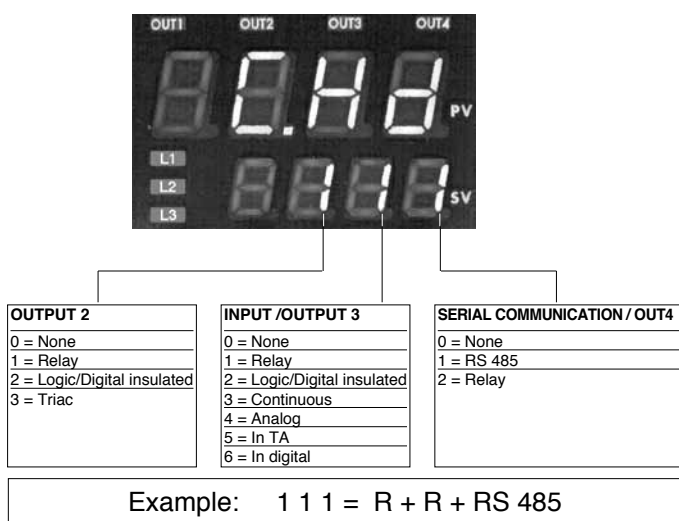 OUT1 OUT2 OUT3 OUT4
C.Hd PV
L1
L2
L3
111 SV
OUTPUT 2
0 = None
1 = Relay
2 = Logic/Digital insulated
3 = Triac
INPUT /OUTPUT 3
0 = None
1 = Relay
2 = Logic/Digital insulated
3 = Continuous
4 = Analog
5 = In TA
6 = In digital
SERIAL COMMUNICATION / OUT4
0 = None
1 = RS 485
2 = Relay
Example: 1 1 1 = R + R + RS 485